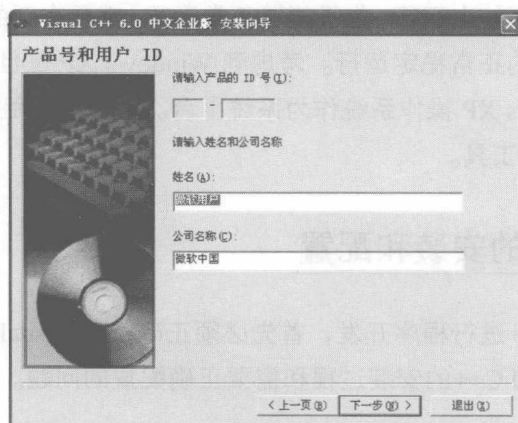 Visual C++ 6.0 中文企业版 安装向导
产品号和用户 ID
请输入产品的 ID 号(I):
-
请输入姓名和公司名称
姓名(A):
微软用户
公司名称(C):
微软中国
<上一页(B) 下一步(N)> 退出(X)